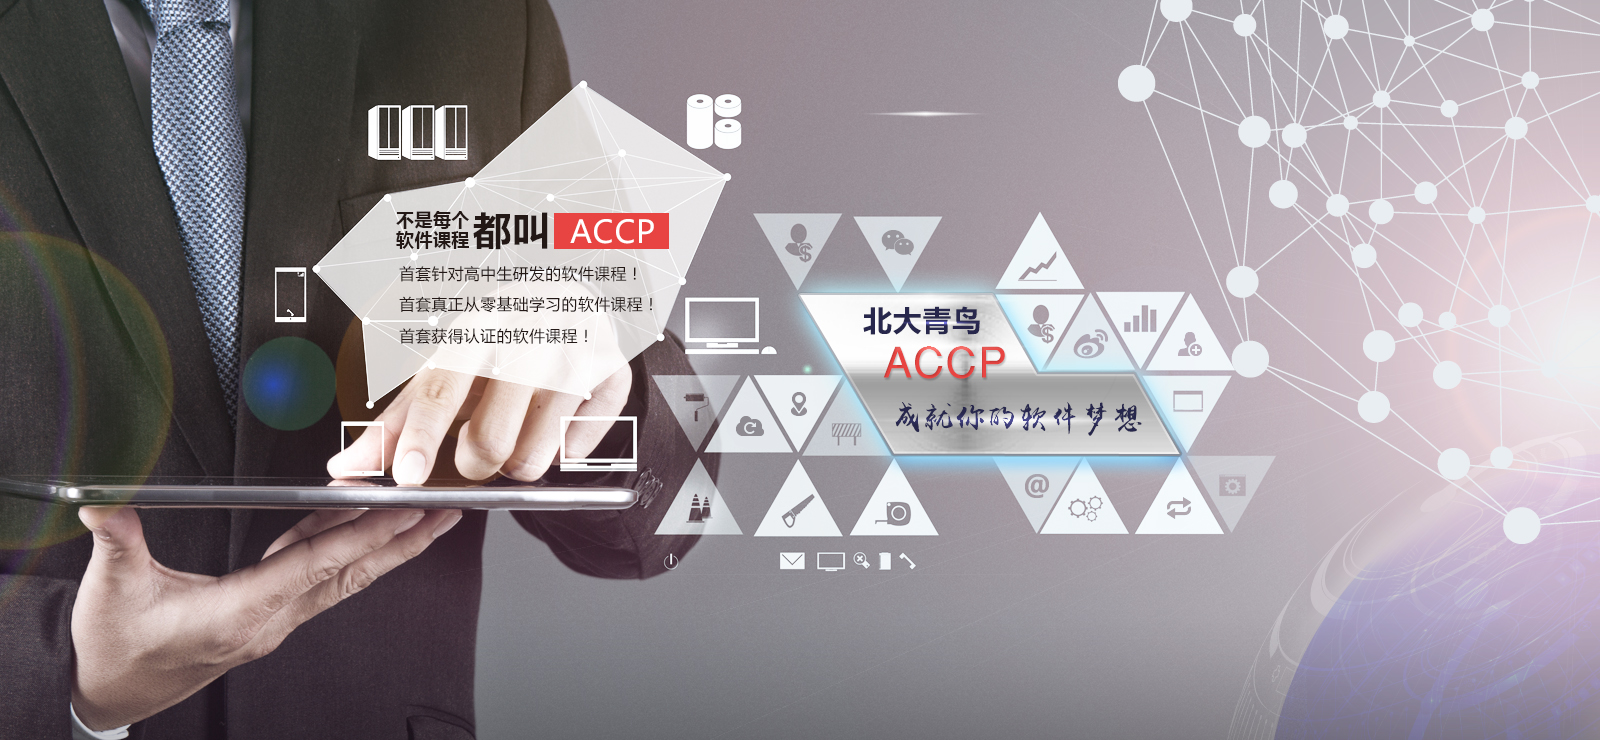 不是每个
软件课程 都叫 ACCP
首套针对高中生研发的软件课程！
首套真正从零基础学习的软件课程！
首套获得认证的软件课程！
北大青鸟
ACCP
成就你的软件梦想
@